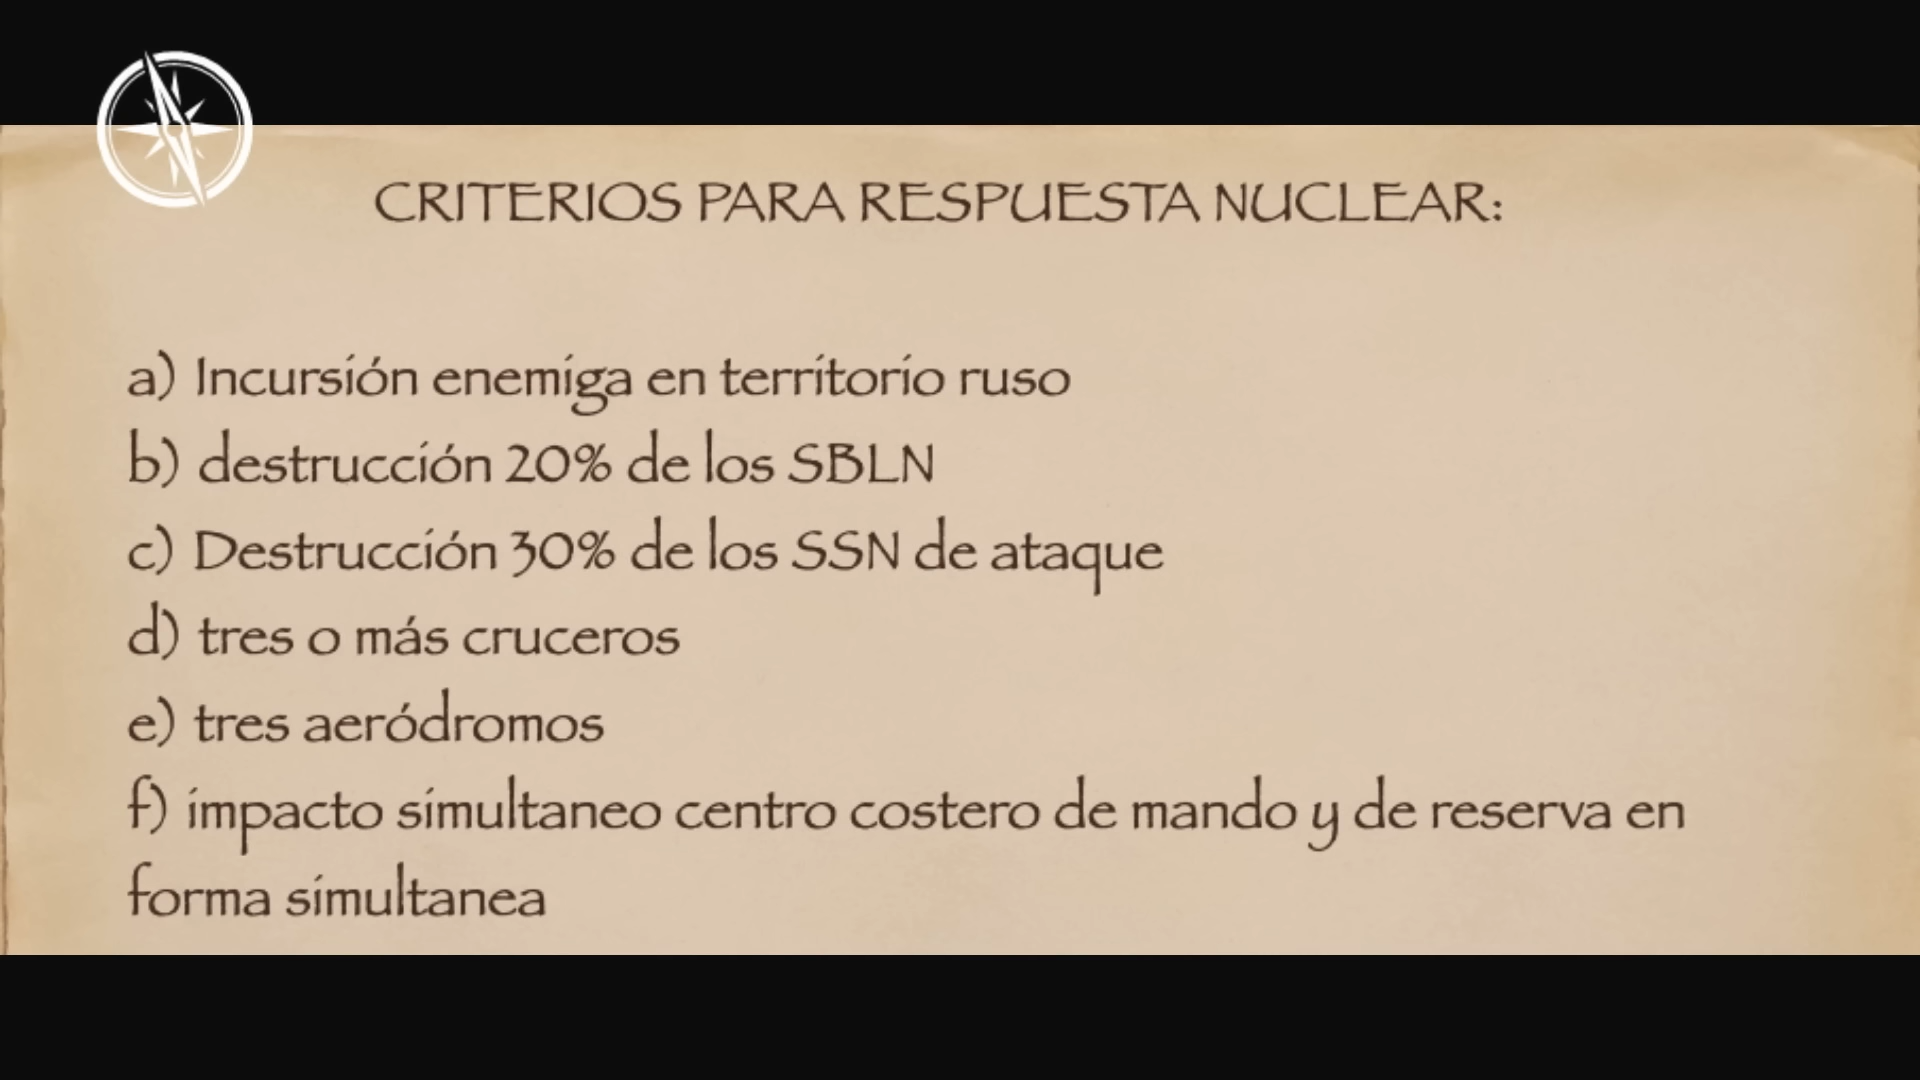 CRITERIOS PARA RESPUESTA NUCLEAR:
a) Incursión enemiga en territorio ruso
b) destrucción 20% de los SBLN
c) Destrucción 30% de los SSN de ataque
d) tres o más cruceros
e) tres aeródromos
f) impacto simultaneo centro costero de mando y de reserva en
forma simultanea